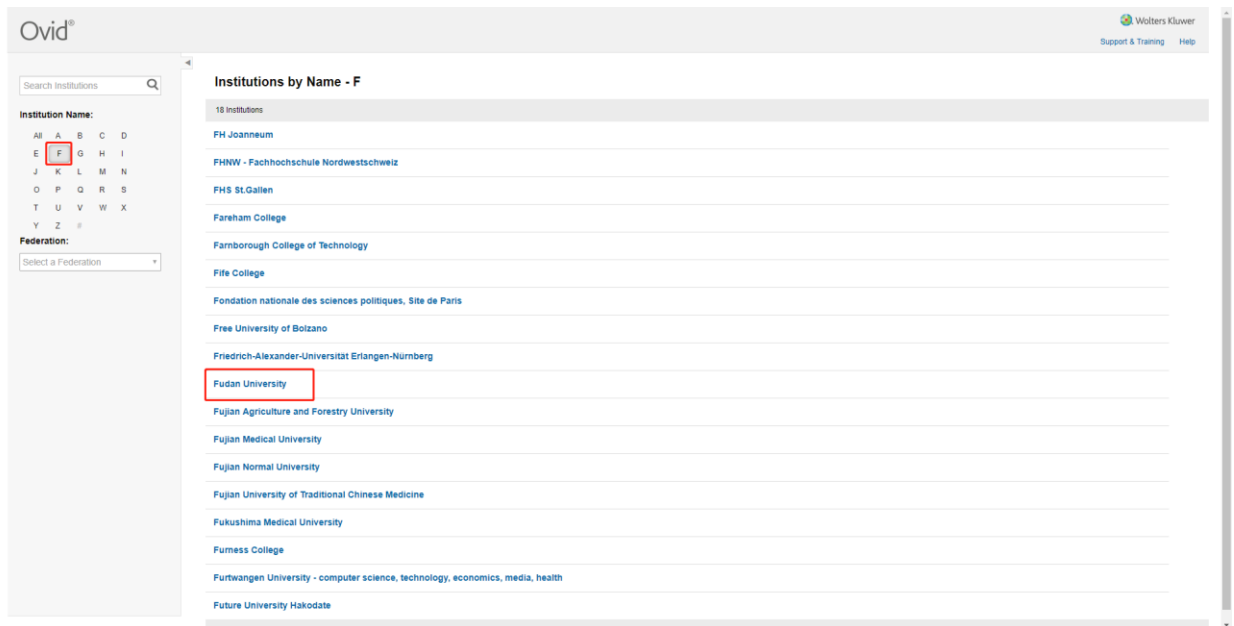 Ovid®
Wolters Kluwer
Support & Training Help
Search Institutions
Institution Name:
All A B C D
E F G H I
J K L M N
O P Q R S
T U V W X
Y Z #
Federation:
Select a Federation
Institutions by Name - F
18 Institutions
FH Joanneum
FHNW - Fachhochschule Nordwestschweiz
FHS St.Gallen
Fareham College
Farnborough College of Technology
Fife College
Fondation nationale des sciences politiques, Site de Paris
Free University of Bolzano
Friedrich-Alexander-Universität Erlangen-Nürnberg
Fudan University
Fujian Agriculture and Forestry University
Fujian Medical University
Fujian Normal University
Fujian University of Traditional Chinese Medicine
Fukushima Medical University
Furness College
Furtwangen University - computer science, technology, economics, media, health
Future University Hakodate